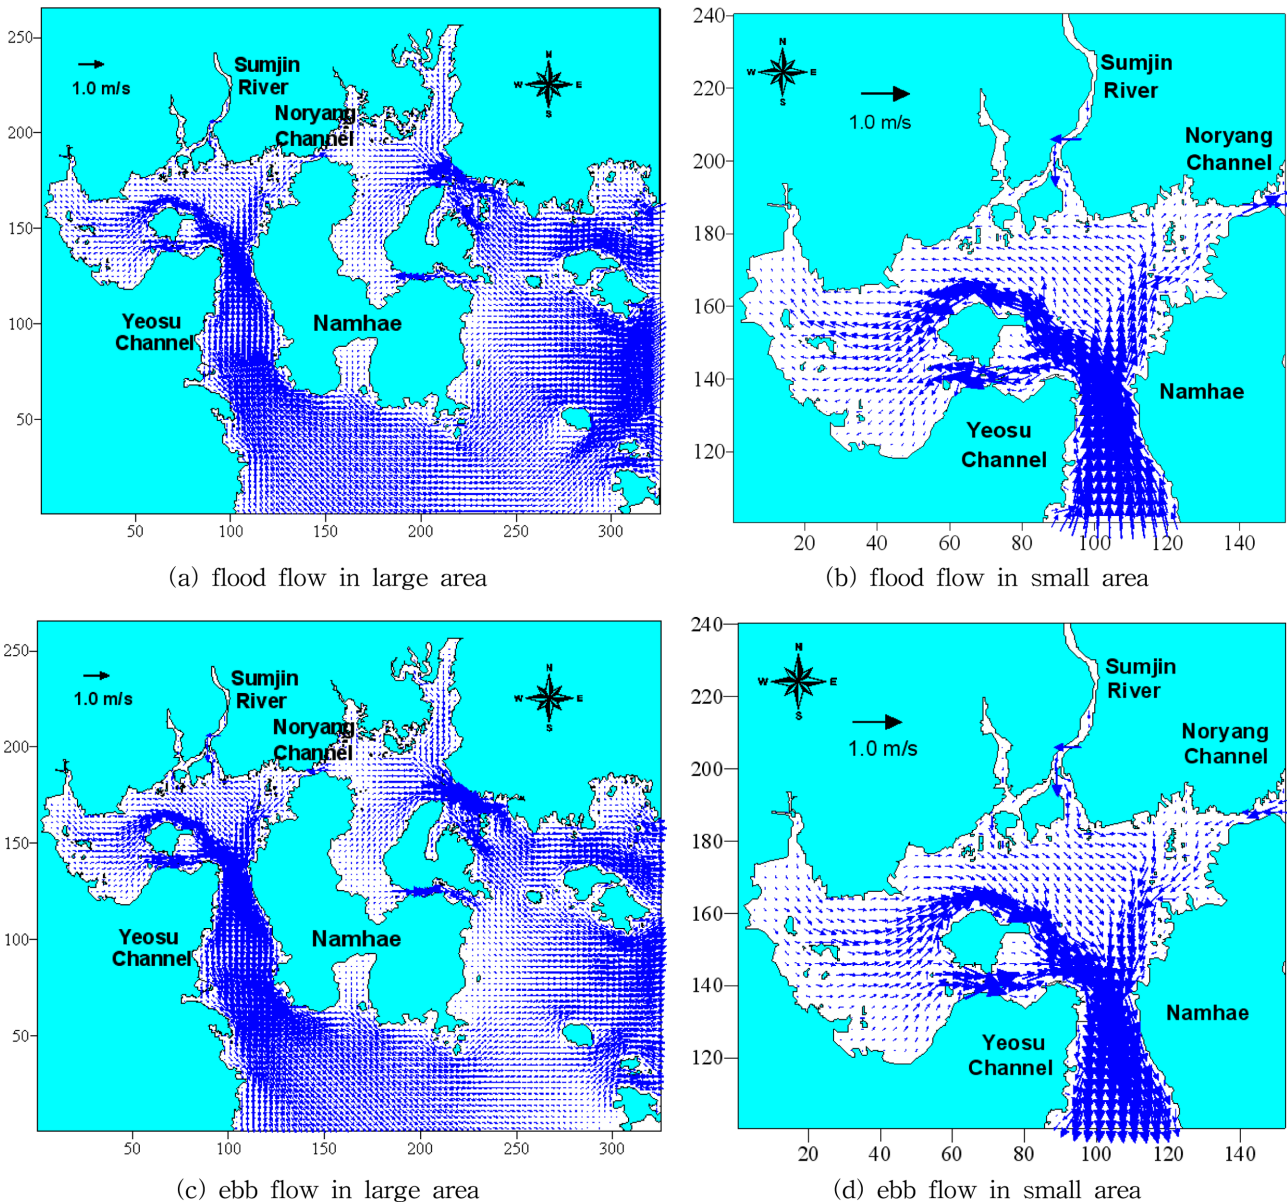 250
200
150
100
50
50
100
150
200
250
300
1.0 m/s
Sumjin
River
Noryang
Channel
Yeosu
Channel
Namhae
N
W
E
S
(a) flood flow in large area
240
220
200
180
160
140
120
20
40
60
80
100
120
140
N
W
E
S
1.0 m/s
Sumjin
River
Noryang
Channel
Namhae
Yeosu
Channel
(b) flood flow in small area
250
200
150
100
50
50
100
150
200
250
300
1.0 m/s
Sumjin
River
Noryang
Channel
Yeosu
Channel
Namhae
N
W
E
S
(c) ebb flow in large area
240
220
200
180
160
140
120
20
40
60
80
100
120
140
N
W
E
S
1.0 m/s
Sumjin
River
Noryang
Channel
Namhae
Yeosu
Channel
(d) ebb flow in small area